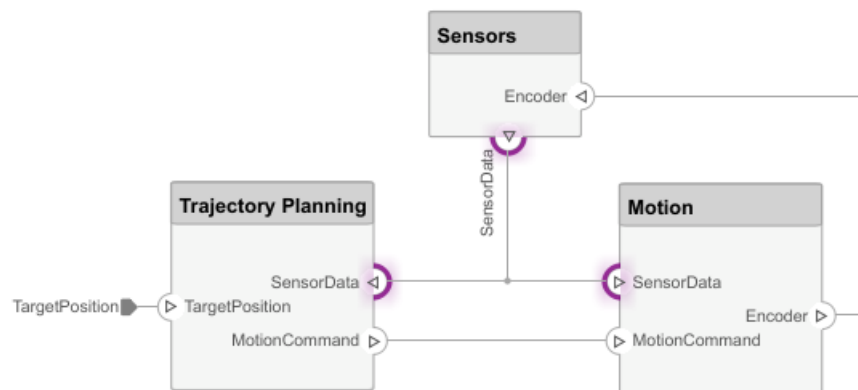 Sensors
Encoder
SensorData
Trajectory Planning
SensorData
TargetPosition
TargetPosition
MotionCommand
Motion
SensorData
Encoder
MotionCommand